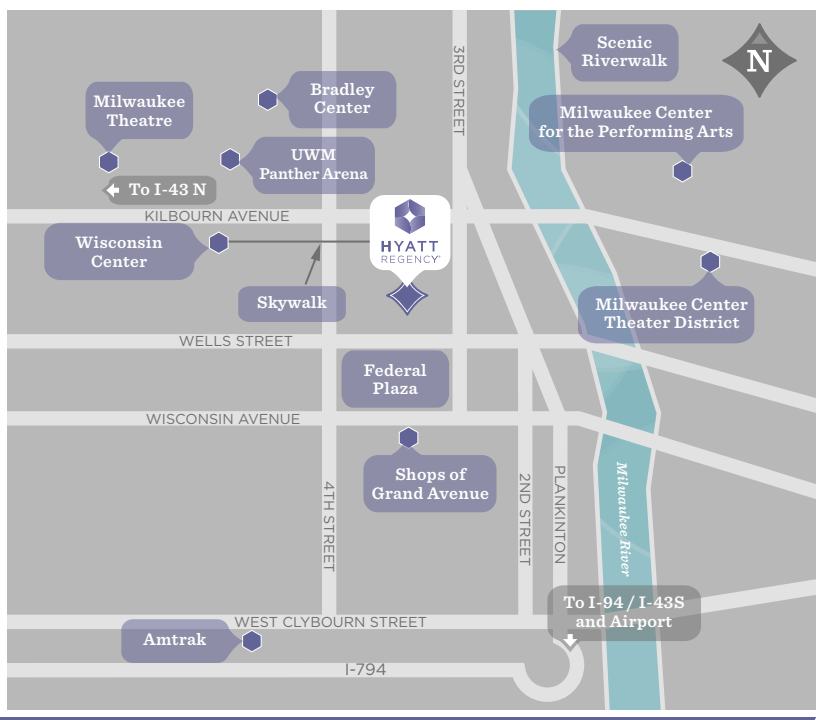 Scenic
Riverwalk
N
3RD STREET
Bradley
Center
Milwaukee
Theatre
Milwaukee Center
for the Performing Arts
UWM
Panther Arena
To I-43 N
KILBOURN AVENUE
HYATT
REGENCY®
Wisconsin
Center
Skywalk
Milwaukee Center
Theater District
WELLS STREET
Federal
Plaza
WISCONSIN AVENUE
Shops of
Grand Avenue
4TH STREET
2ND STREET
PLANKINTON
Milwaukee River
To I-94 / I-43S
and Airport
WEST CLYBOURN STREET
Amtrak
I-794